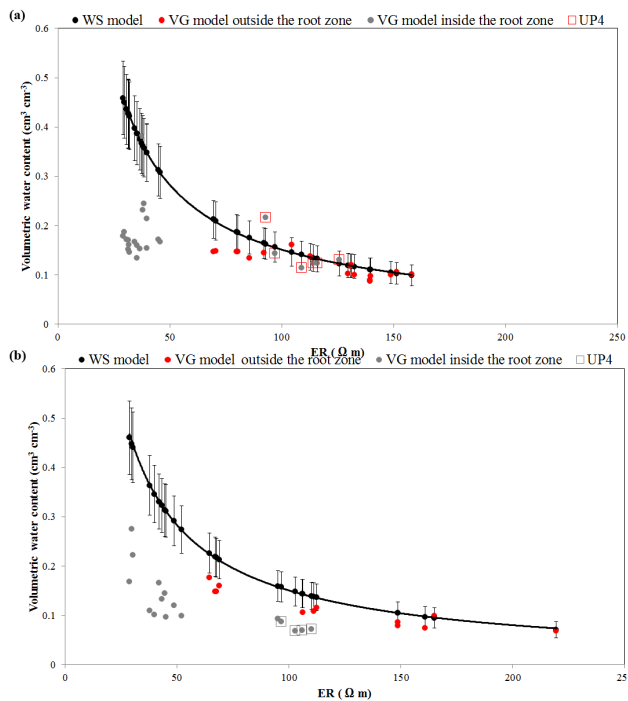 (a)
WS model VG model outside the root zone VG model inside the root zone UP4
0.6
0.5
0.4
0.3
0.2
0.1
0
Volumetric water content (cm3 cm-3)
0 50 100 150 200 250
ER ( Ω m)
(b)
WS model VG model outside the root zone VG model inside the root zone UP4
0.6
0.5
0.4
0.3
0.2
0.1
0
Volumetric water content (cm3 cm-3)
0 50 100 150 200 250
ER ( Ω m)